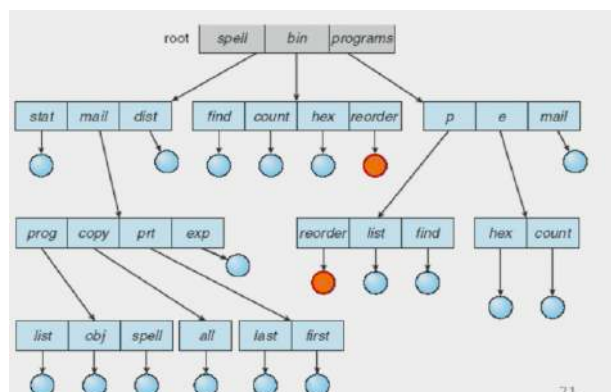 root spell bin programs
stat mail dist find count hex reorder p e mail
prog copy prt exp reorder list find hex count
list obj spell all last first
21